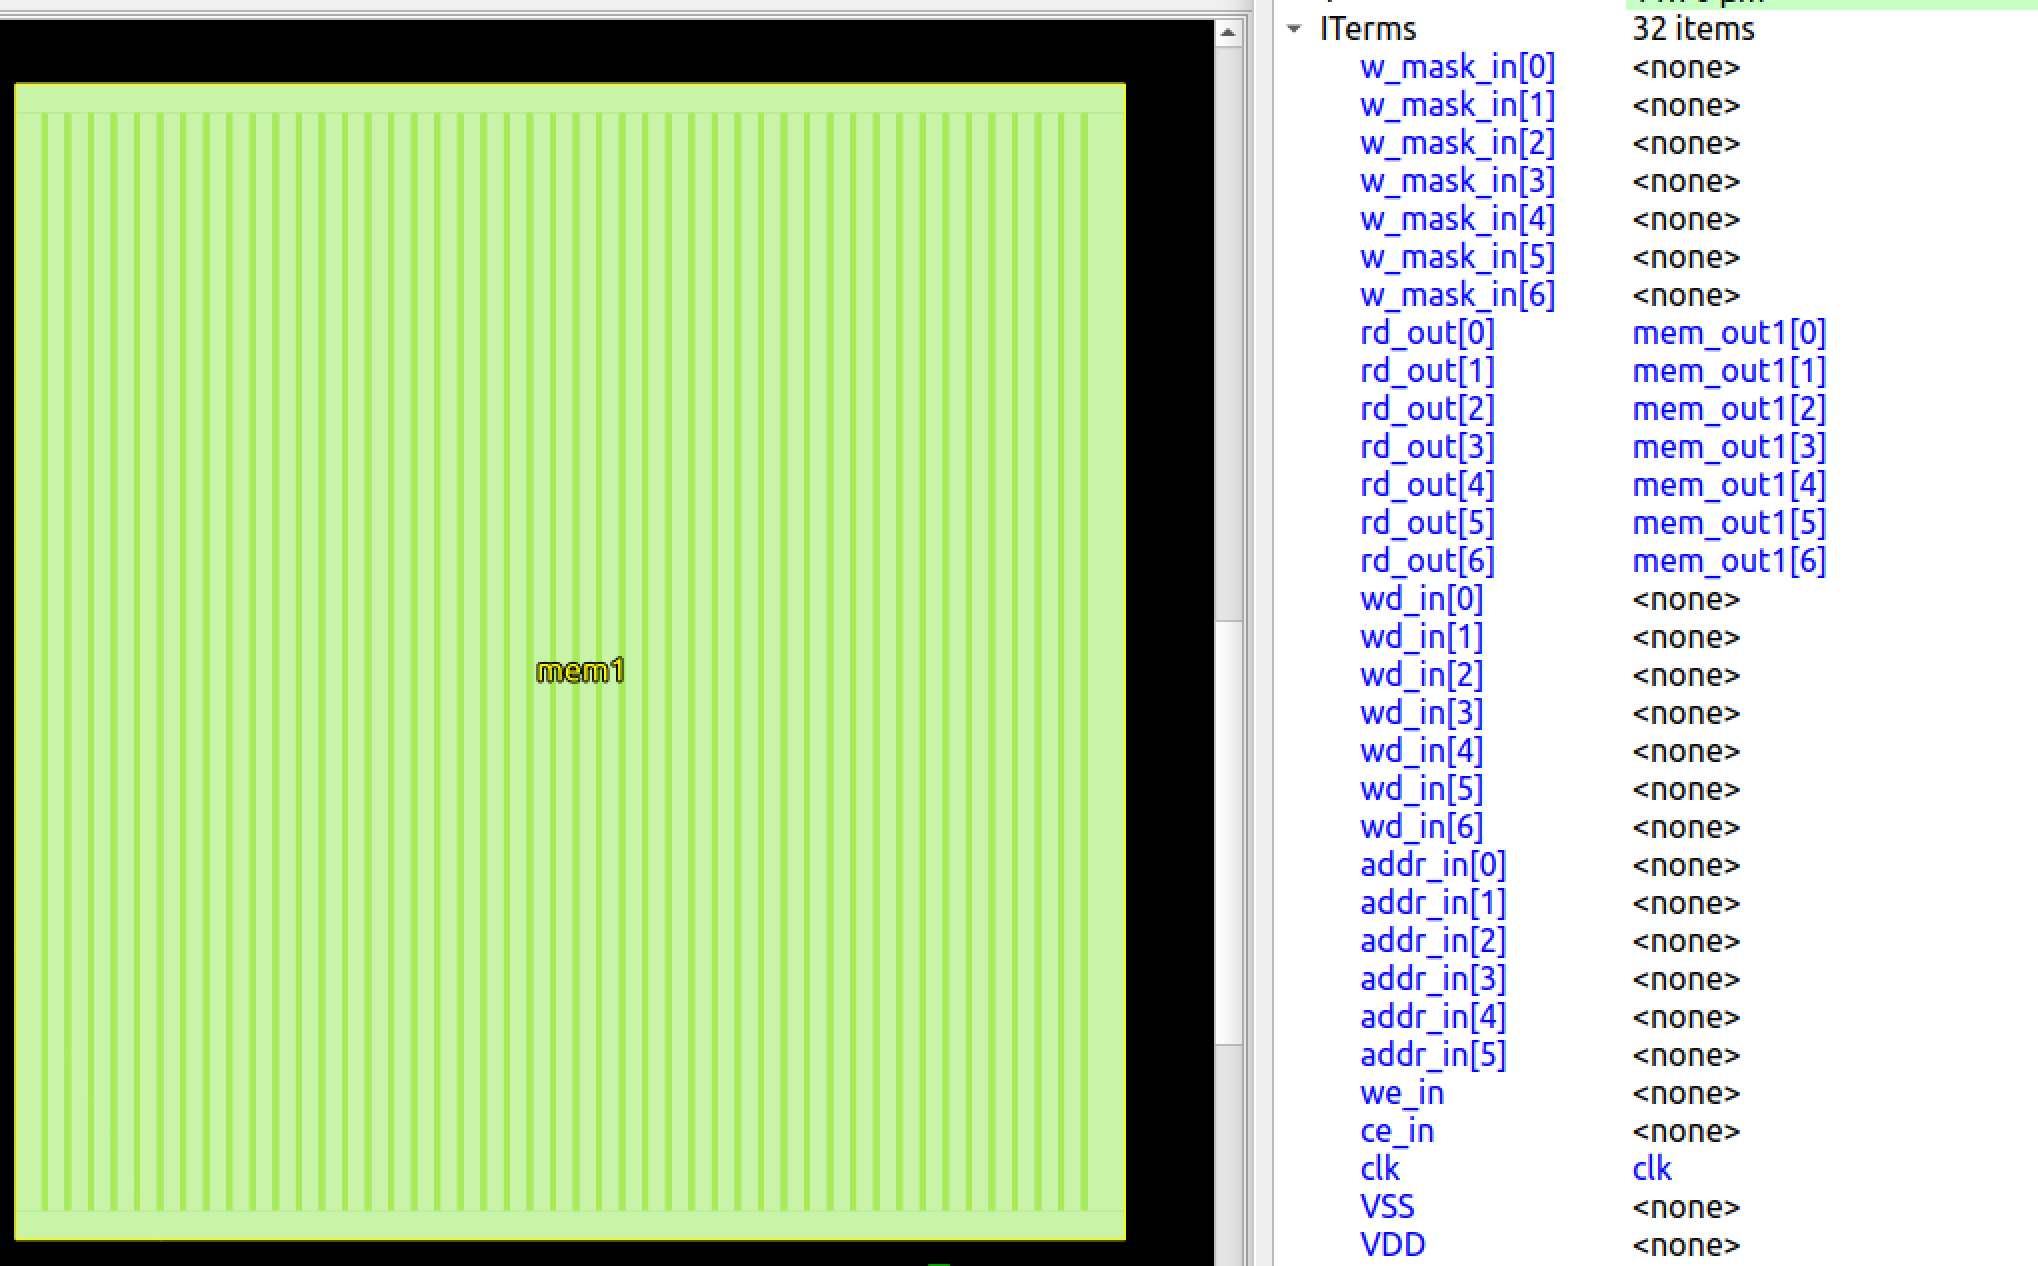 ITerms 32 items
w_mask_in[0] <none>
w_mask_in[1] <none>
w_mask_in[2] <none>
w_mask_in[3] <none>
w_mask_in[4] <none>
w_mask_in[5] <none>
w_mask_in[6] <none>
rd_out[0] mem_out1[0]
rd_out[1] mem_out1[1]
rd_out[2] mem_out1[2]
rd_out[3] mem_out1[3]
rd_out[4] mem_out1[4]
rd_out[5] mem_out1[5]
rd_out[6] mem_out1[6]
wd_in[0] <none>
wd_in[1] <none>
wd_in[2] <none>
wd_in[3] <none>
wd_in[4] <none>
wd_in[5] <none>
wd_in[6] <none>
addr_in[0] <none>
addr_in[1] <none>
addr_in[2] <none>
addr_in[3] <none>
addr_in[4] <none>
addr_in[5] <none>
we_in <none>
ce_in <none>
clk clk
VSS <none>
VDD <none>
mem1